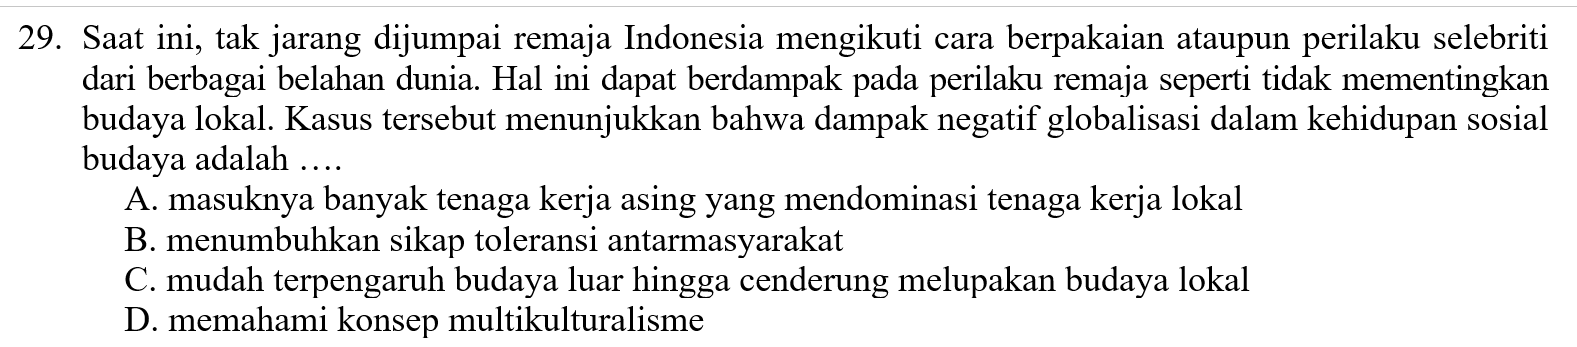 29. Saat ini, tak jarang dijumpai remaja Indonesia mengikuti cara berpakaian ataupun perilaku selebriti
dari berbagai belahan dunia. Hal ini dapat berdampak pada perilaku remaja seperti tidak mementingkan
budaya lokal. Kasus tersebut menunjukkan bahwa dampak negatif globalisasi dalam kehidupan sosial
budaya adalah ….
A. masuknya banyak tenaga kerja asing yang mendominasi tenaga kerja lokal
B. menumbuhkan sikap toleransi antarmasyarakat
C. mudah terpengaruh budaya luar hingga cenderung melupakan budaya lokal
D. memahami konsep multikulturalisme